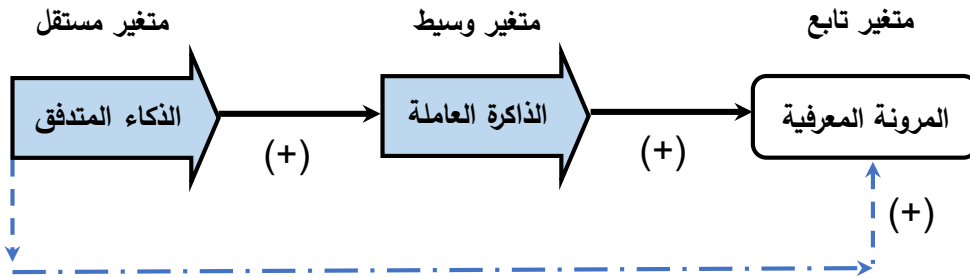 متغير مستقل
متغير وسيط
متغير تابع
الذكاء المتدفق
الذاكرة العاملة
المرونة المعرفية
(+)
(+)
(+)